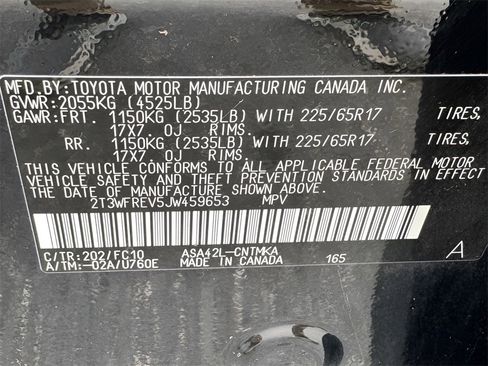 MFD.BY:TOYOTA MOTOR MANUFACTURING CANADA INC.
GVWR:2055KG (4525LB)
GAWR:FRT. 1150KG (2535LB) WITH 225/65R17 TIRES,
17X7. 0J RIMS.
RR. 1150KG (2535LB) WITH 225/65R17 TIRES,
17X7. 0J RIMS.
THIS VEHICLE CONFORMS TO ALL APPLICABLE FEDERAL MOTOR
VEHICLE SAFETY AND THEFT PREVENTION STANDARDS IN EFFECT
ON THE DATE OF MANUFACTURE SHOWN ABOVE.
2T3WFREV5JW459653 MPV
C/TR:202/FC10 ASA42L-CNTMKA
A/TM:-02A/U760E MADE IN CANADA 165 A